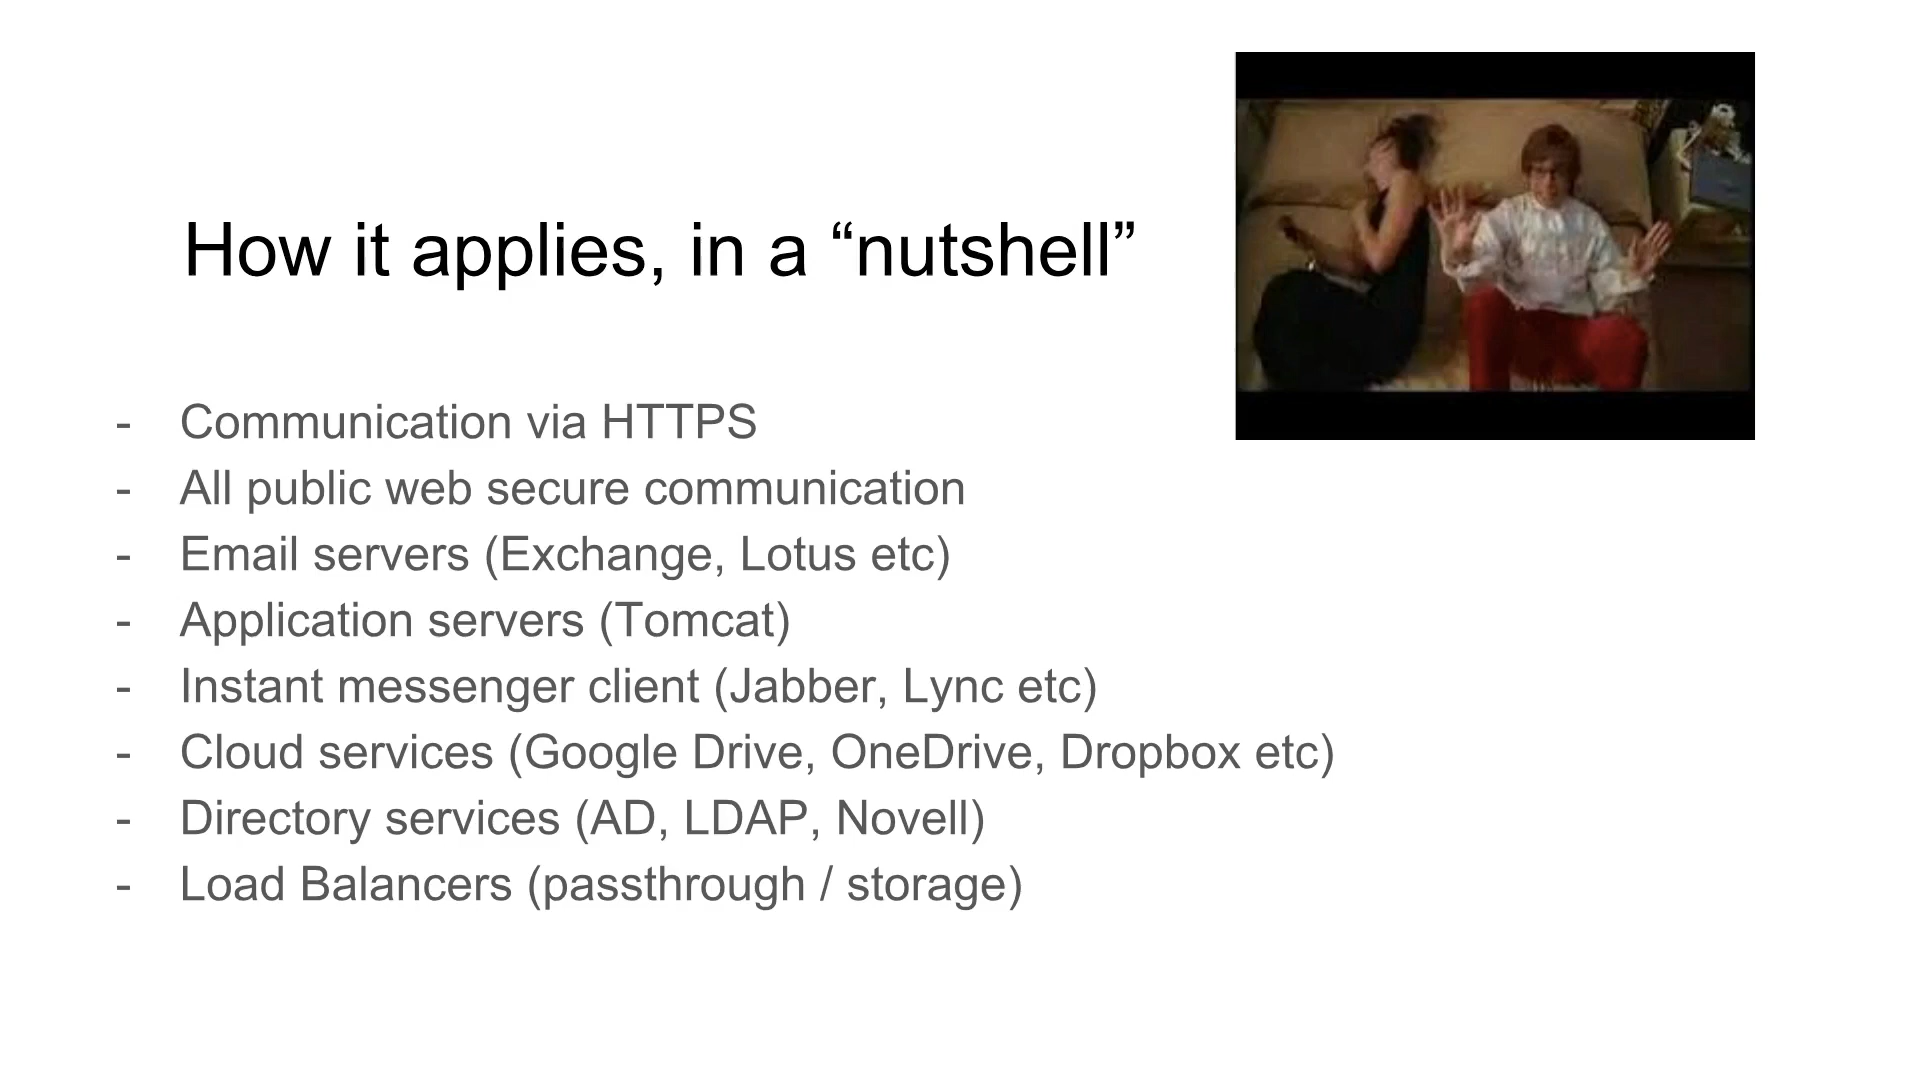 How it applies, in a “nutshell”
- Communication via HTTPS
- All public web secure communication
- Email servers (Exchange, Lotus etc)
- Application servers (Tomcat)
- Instant messenger client (Jabber, Lync etc)
- Cloud services (Google Drive, OneDrive, Dropbox etc)
- Directory services (AD, LDAP, Novell)
- Load Balancers (passthrough / storage)